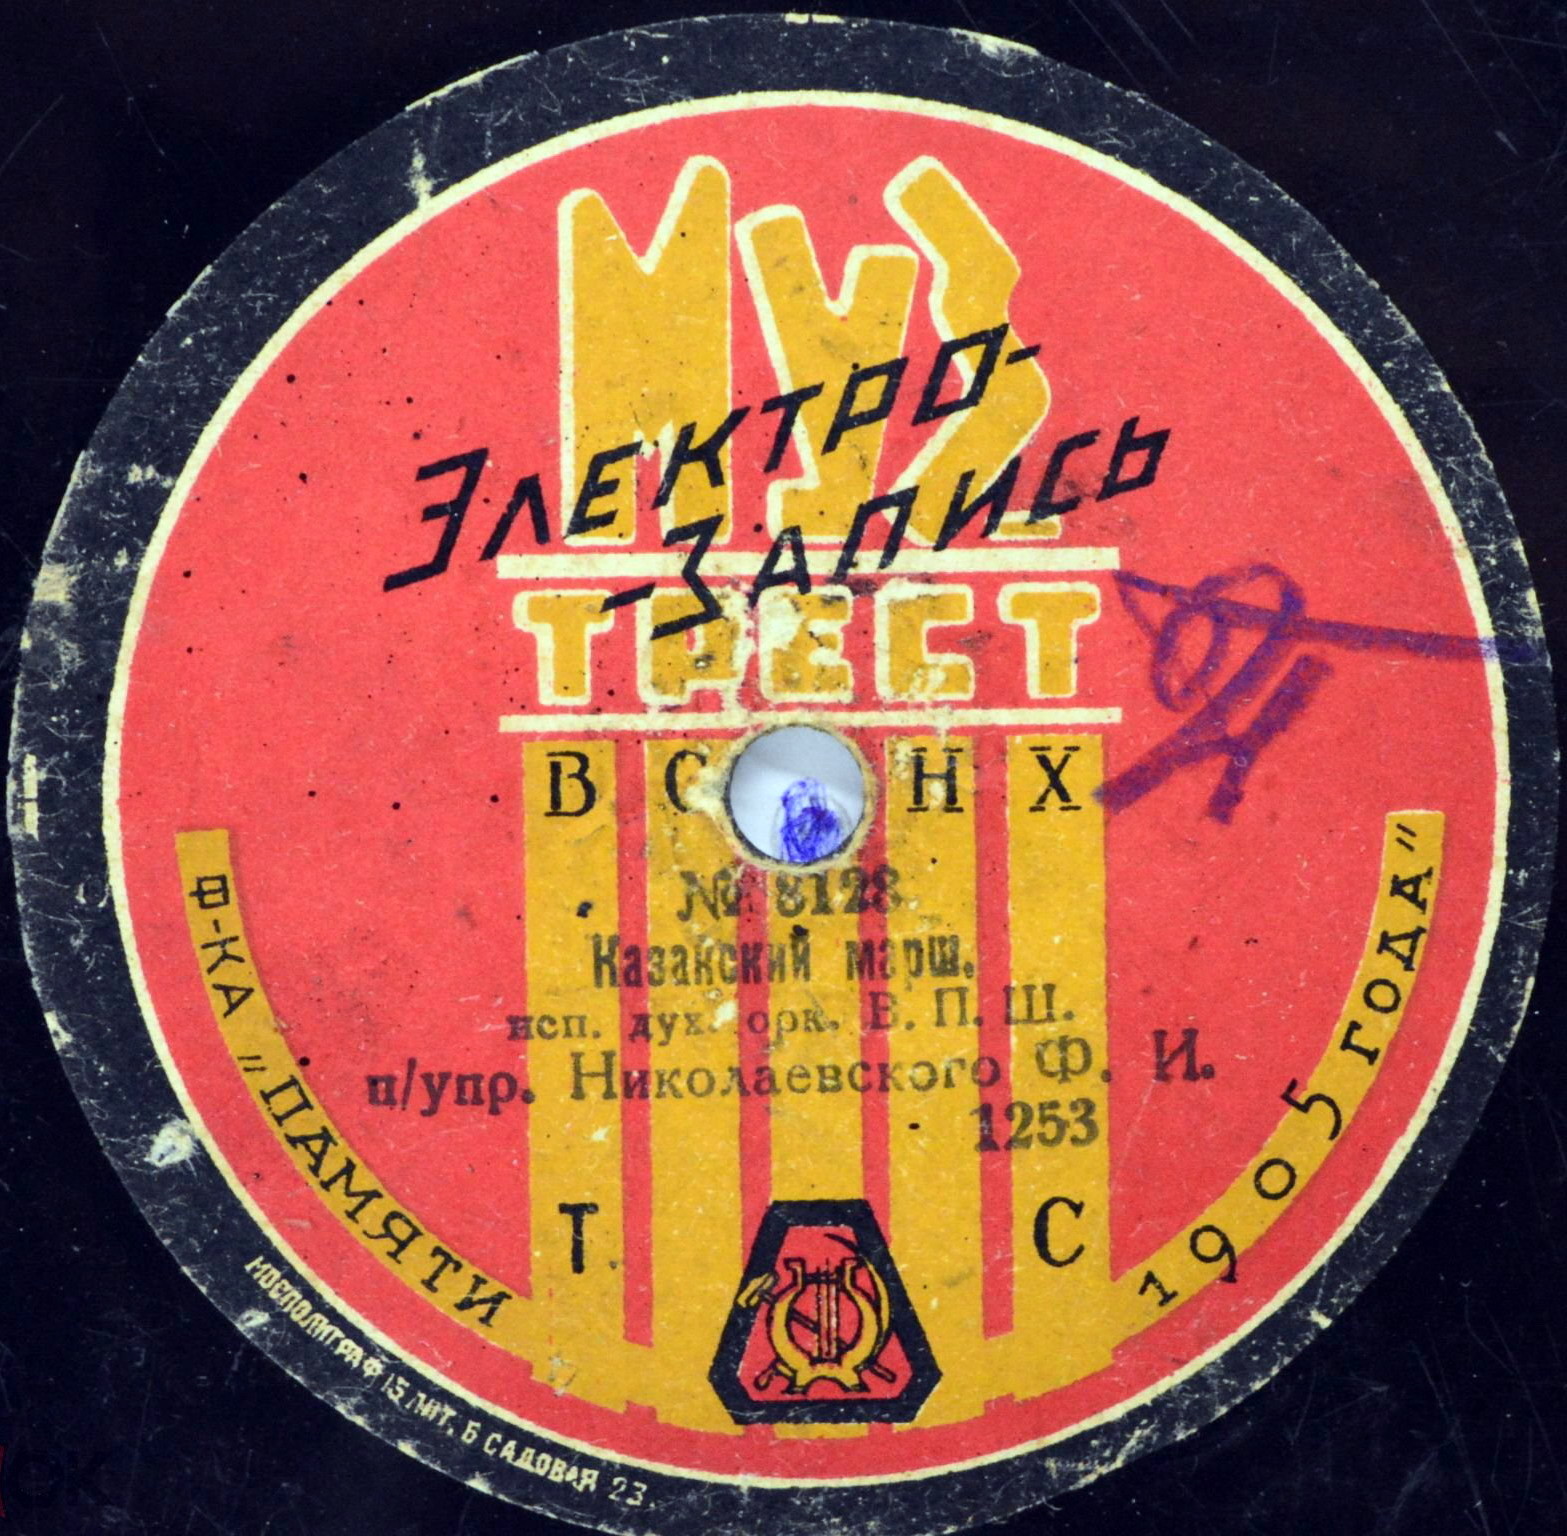 МУЗ
ЭЛЕКТРО-
-ЗАПИСЬ
ТРЕСТ
В С Н Х
№ 8128
Казакский марш.
исп. дух. орк. В. П. Ш.
п/упр. Николаевского Ф. И.
1253
Т С
Ф-КА „ПАМЯТИ 1905 ГОДА”
МОСПОЛИГРАФ 15 ЛИТ, Б САДОВАЯ 23.